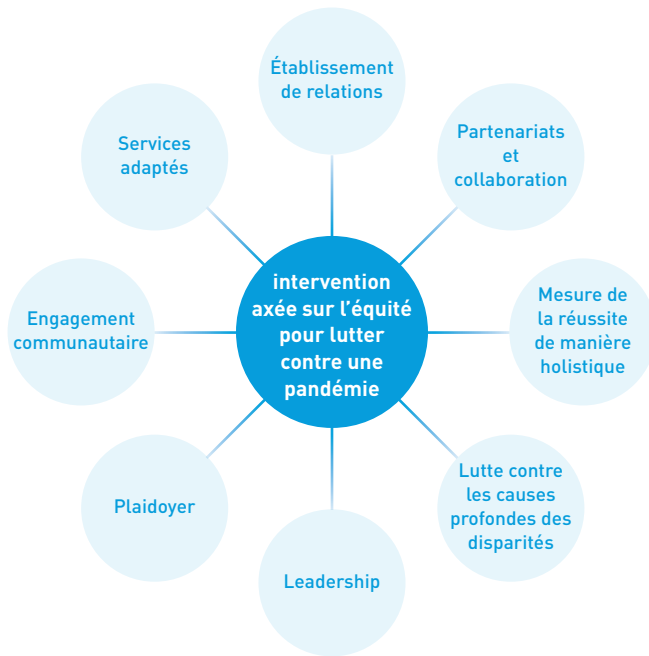 Établissement
de relations
Partenariats
et
collaboration
Mesure de
la réussite
de manière
holistique
Lutte contre
les causes
profondes des
disparités
Leadership
Plaidoyer
Engagement
communautaire
Services
adaptés
intervention
axée sur l'équité
pour lutter
contre une
pandémie